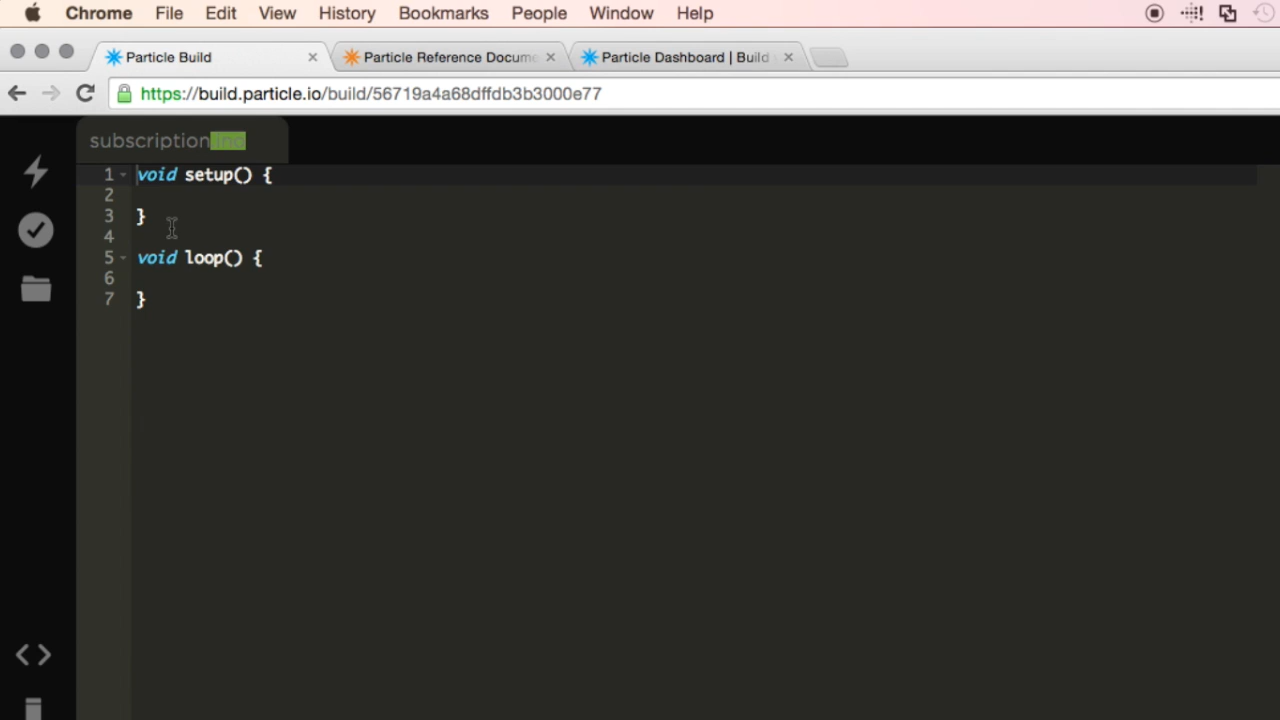 Chrome File Edit View History Bookmarks People Window Help
Particle Build Particle Reference Docume Particle Dashboard | Build
https://build.particle.io/build/56719a4a68dffdb3b3000e77
subscription.ino
1 void setup() {
2
3 }
4
5 void loop() {
6
7 }